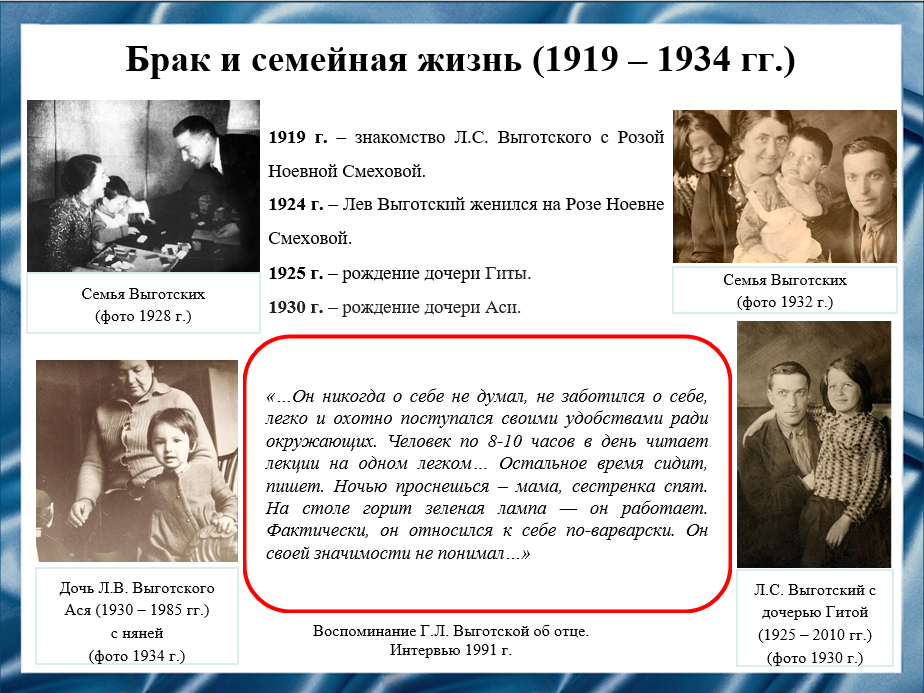 Брак и семейная жизнь (1919 – 1934 гг.)
1919 г. – знакомство Л.С. Выготского с Розой
Ноевной Смеховой.
1924 г. – Лев Выготский женился на Розе Ноевне
Смеховой.
1925 г. – рождение дочери Гиты.
1930 г. – рождение дочери Аси.
Семья Выготских
(фото 1928 г.)
Семья Выготских
(фото 1932 г.)
«…Он никогда о себе не думал, не заботился о себе,
легко и охотно поступался своими удобствами ради
окружающих. Человек по 8-10 часов в день читает
лекции на одном легком… Остальное время сидит,
пишет. Ночью проснешься – мама, сестренка спят.
На столе горит зеленая лампа — он работает.
Фактически, он относился к себе по-варварски. Он
своей значимости не понимал…»
Дочь Л.В. Выготского
Ася (1930 – 1985 гг.)
с няней
(фото 1934 г.)
Воспоминание Г.Л. Выготской об отце.
Интервью 1991 г.
Л.С. Выготский с
дочерью Гитой
(1925 – 2010 гг.)
(фото 1930 г.)